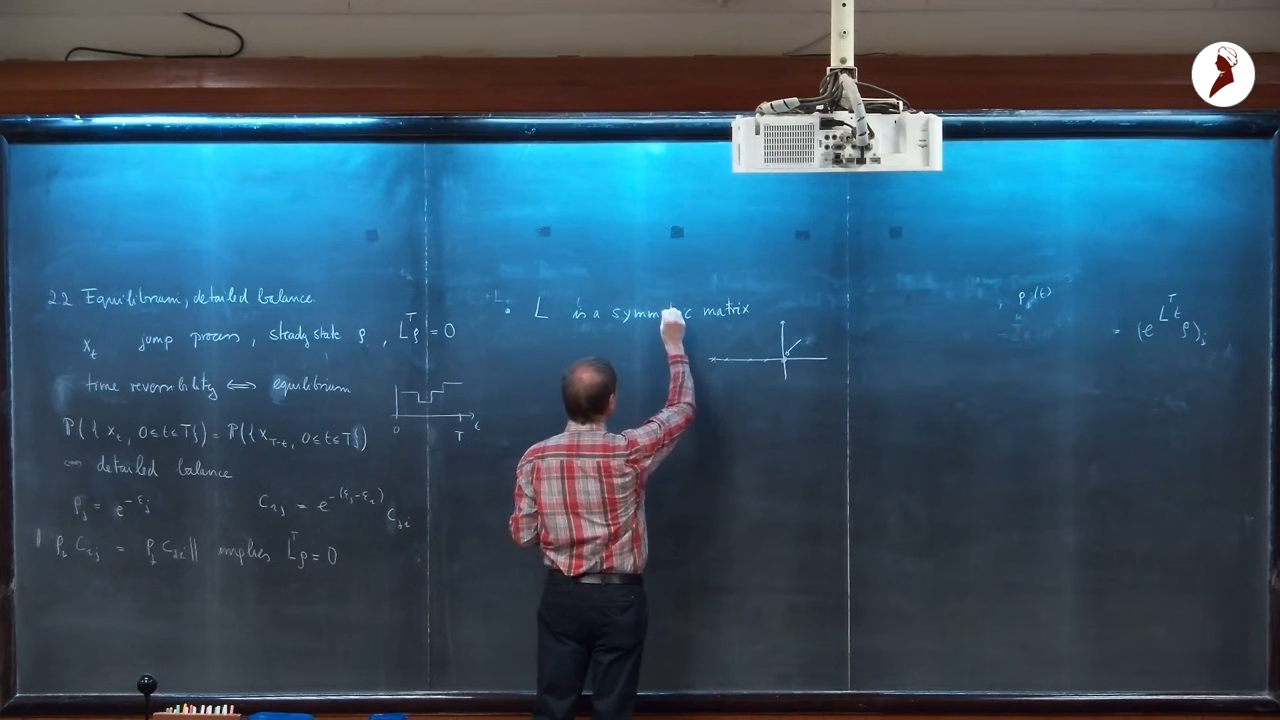 2.2 Equilibrium, detailed balance
x_t jump process, steady state ρ, L^T ρ = 0
time reversibility ⟺ equilibrium
ℙ({x_t, 0≤t≤T}) = ℙ({x_{T-t}, 0≤t≤T})
⟺ detailed balance
ρ_j = e^{-ε_j} c_{ij} = e^{-(ε_j-ε_i)} c_{ji}
ρ_i c_{ij} = ρ_j c_{ji} || implies L^T ρ = 0
0 T t
• L is a symmetric matrix
ρ_j(t)
= (e^{L^T t} ρ)_j